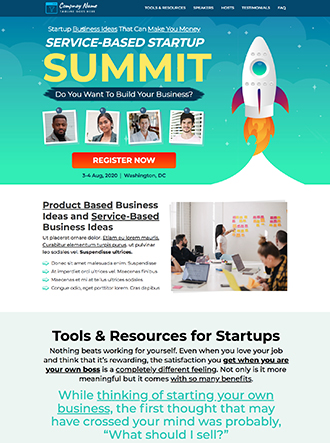 Company Name
TOOLS & RESOURCES SPEAKERS HOSTS TESTIMONIALS FAQ
Startup Business Ideas That Can Make You Money
SERVICE-BASED STARTUP
SUMMIT
Do You Want To Build Your Business?
REGISTER NOW
3-4 Aug, 2020 | Washington, DC
Product Based Business
Ideas and Service-Based
Business Ideas
Ut placerat ornare dolor. Etiam eu lorem mauris.
Curabitur elementum turpis purus, ut pulvinar
leo sodales vel. Suspendisse ultrices.
Donec sit amet malesuada enim. Suspendisse
At imperdiet orci ultrices vel. Maecenas finibus
Maecenas et mi at tellus ultrices sodales
Congue odio, eget porttitor lorem. Cras dapibus
Tools & Resources for Startups
Nothing beats working for yourself. Even when you love your job
and think that it's rewarding, the satisfaction you get when you are
your own boss is a completely different feeling. Not only is it more
meaningful but it comes with so many benefits.
While thinking of starting your own
business, the first thought that may
have crossed your mind was probably,
“What should I sell?”